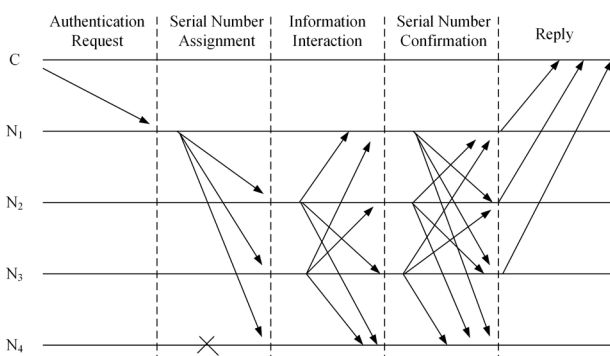 Authentication
Request
Serial Number
Assignment
Information
Interaction
Serial Number
Confirmation
Reply
C
N1
N2
N3
N4